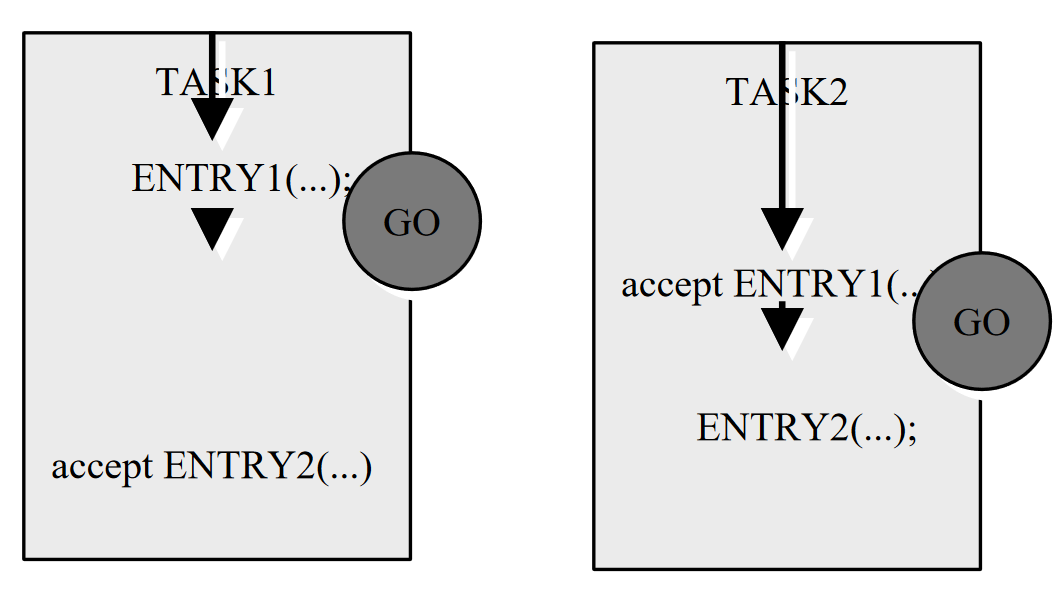 TASK1
ENTRY1(...);
GO
accept ENTRY2(...)
TASK2
accept ENTRY1(..
GO
ENTRY2(...);